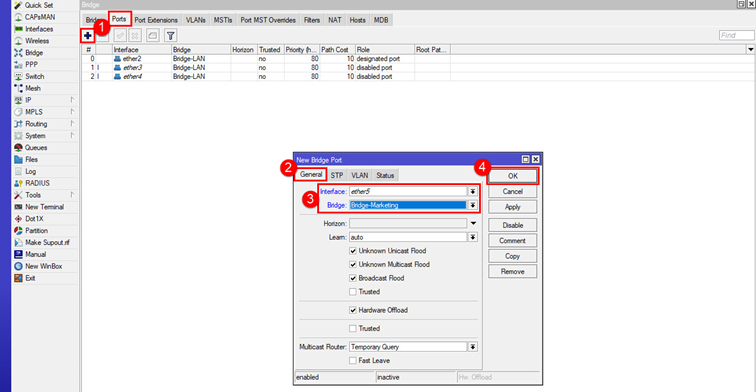 Quick Set
CAPsMAN
Interfaces
Wireless
Bridge
PPP
Switch
Mesh
IP
MPLS
Routing
System
Queues
Files
Log
RADIUS
Tools
New Terminal
Dot1X
Partition
Make Supout.rif
Manual
New WinBox
Exit
Bridge
1
Bridge Ports Port Extensions VLANs MSTIs Port MST Overrides Filters NAT Hosts MDB
Find
# Interface Bridge Horizon Trusted Priority (h... Path Cost Role Root Pat...
0 ether2 Bridge-LAN no 80 10 designated port
1 I ether3 Bridge-LAN no 80 10 disabled port
2 I ether4 Bridge-LAN no 80 10 disabled port
New Bridge Port
2 General STP VLAN Status
4 OK
3
Interface: ether5
Bridge: Bridge-Marketing
Cancel
Apply
Horizon:
Learn: auto
Unknown Unicast Flood
Unknown Multicast Flood
Broadcast Flood
Trusted
Disable
Comment
Copy
Remove
Hardware Offload
Trusted
Multicast Router: Temporary Query
Fast Leave
enabled inactive Hw. Offload